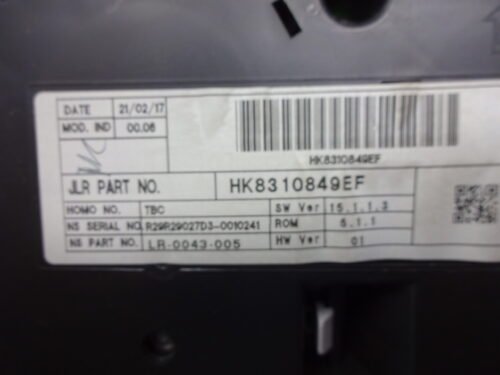 DATE 21/02/17
MOD. IND 00.06
HK8310849EF
JLR PART NO. HK8310849EF
HOMO NO. TBC SW Ver 15.1.1.3
NS SERIAL NO. R29R29027D3-0010241 ROM 5.1.1
NS PART NO. LR-0043-005 HW Ver 01